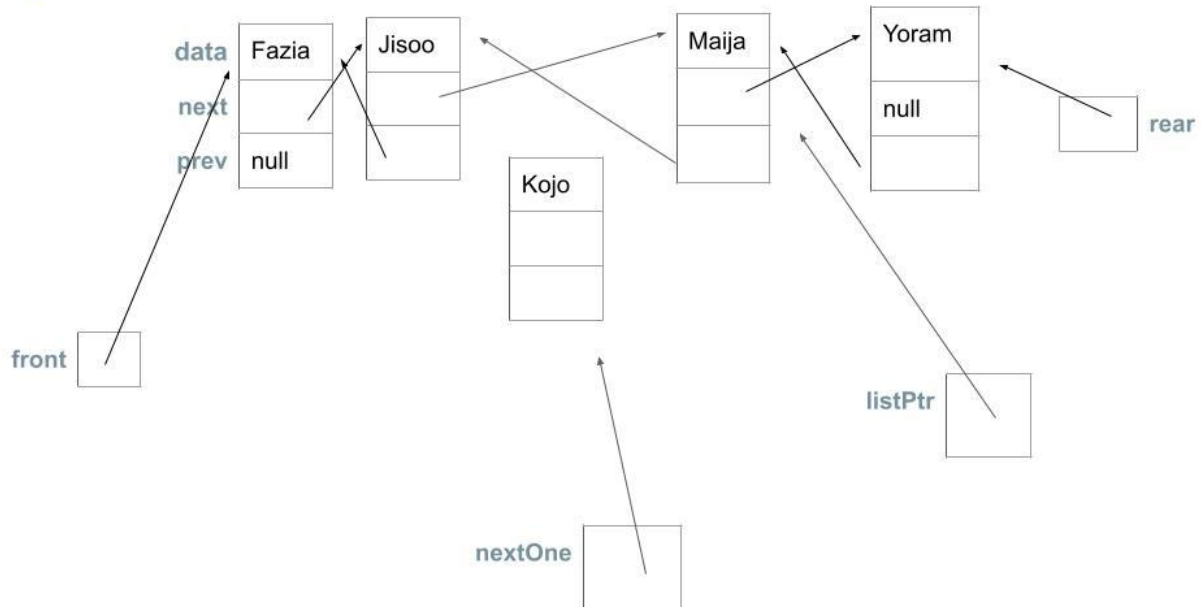 data Fazia Jisoo Maija Yoram
next null rear
prev null
Kojo
front
listPtr
nextOne